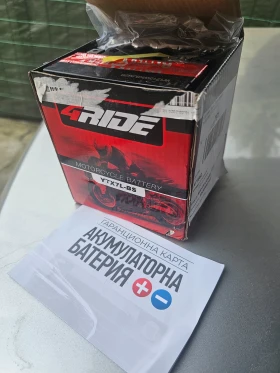 4RIDE
MOTORCYCLE BATTERY
YTX7L-BS
ГАРАНЦИОННА КАРТА
АКУМУЛАТОРНА
БАТЕРИЯ